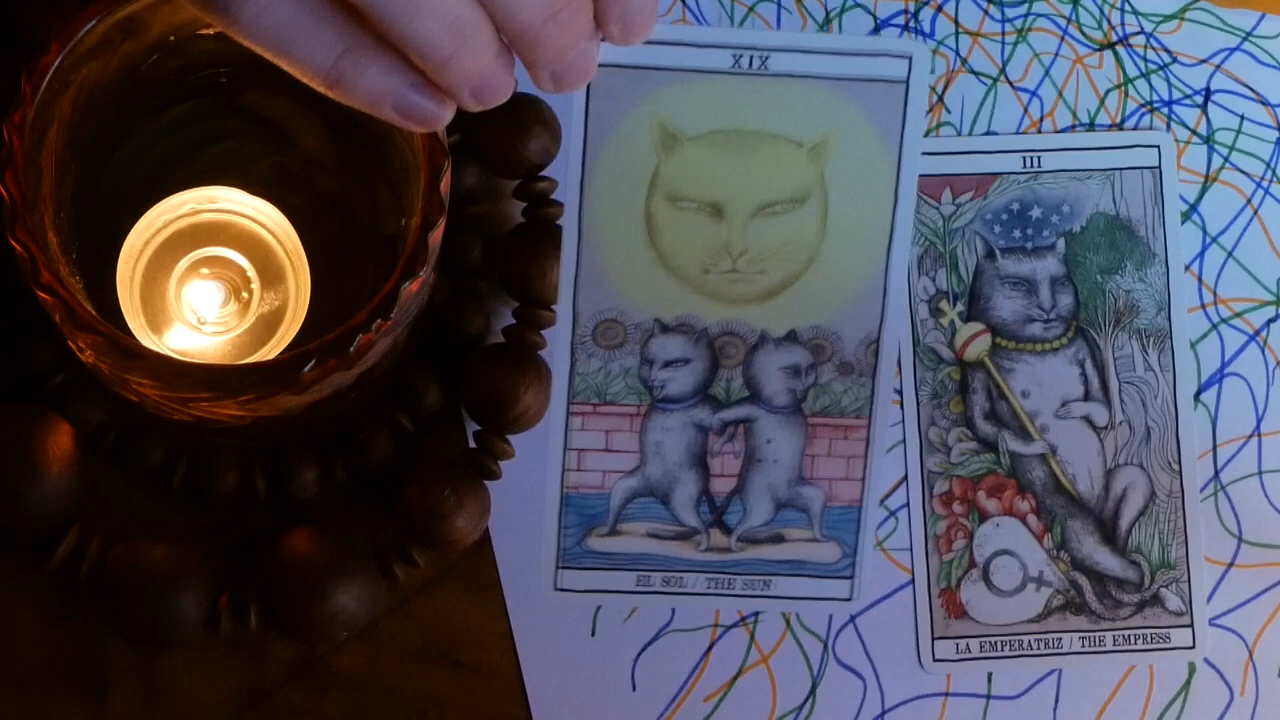 XIX
EL SOL / THE SUN
III
LA EMPERATRIZ / THE EMPRESS